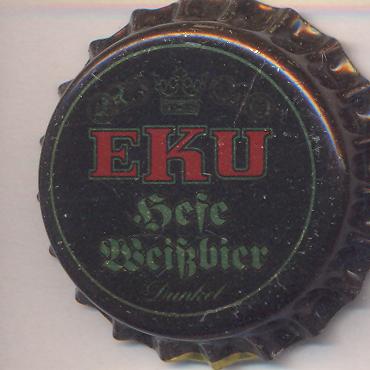 EKU
Hefe
Weißbier
Dunkel